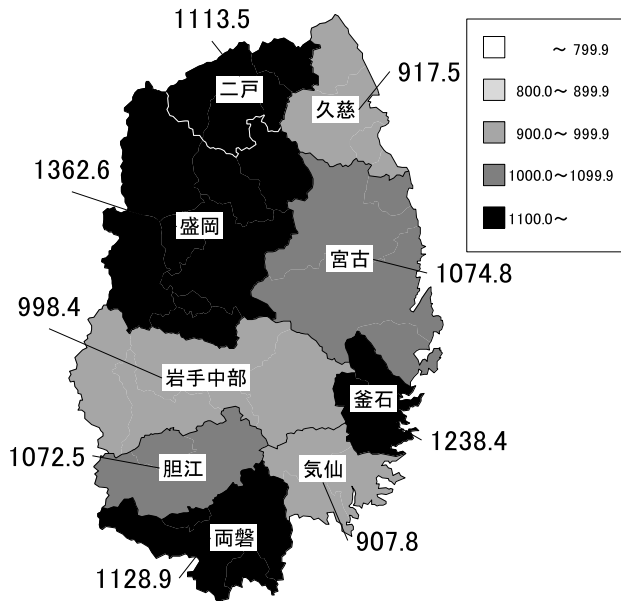 1113.5
二戸
917.5
久慈
1362.6
盛岡
宮古
1074.8
998.4
岩手中部
釜石
1238.4
1072.5
胆江
気仙
907.8
両磐
1128.9
~ 799.9
800.0~ 899.9
900.0~ 999.9
1000.0~1099.9
1100.0~